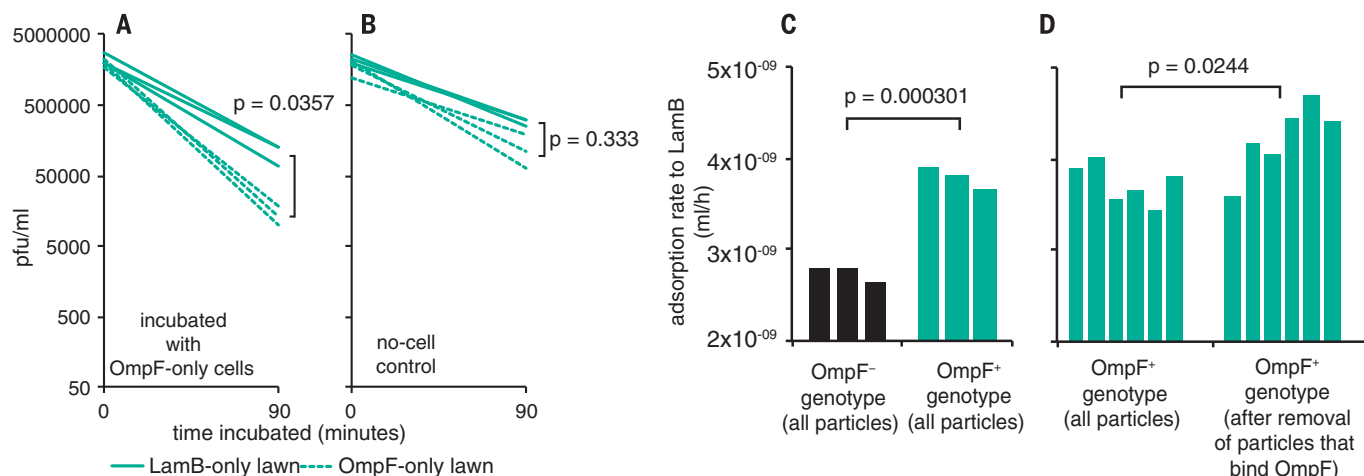 A
5000000
500000
50000
5000
500
50
pfu/ml
p = 0.0357
incubated
with
OmpF-only cells
0
90
B
p = 0.333
no-cell
control
0
90
time incubated (minutes)
LamB-only lawn
OmpF-only lawn
C
5x10⁻⁰⁹
4x10⁻⁰⁹
3x10⁻⁰⁹
2x10⁻⁰⁹
adsorption rate to LamB
(ml/h)
p = 0.000301
OmpF⁻
genotype
(all particles)
OmpF⁺
genotype
(all particles)
D
p = 0.0244
OmpF⁺
genotype
(all particles)
OmpF⁺
genotype
(after removal
of particles that
bind OmpF)